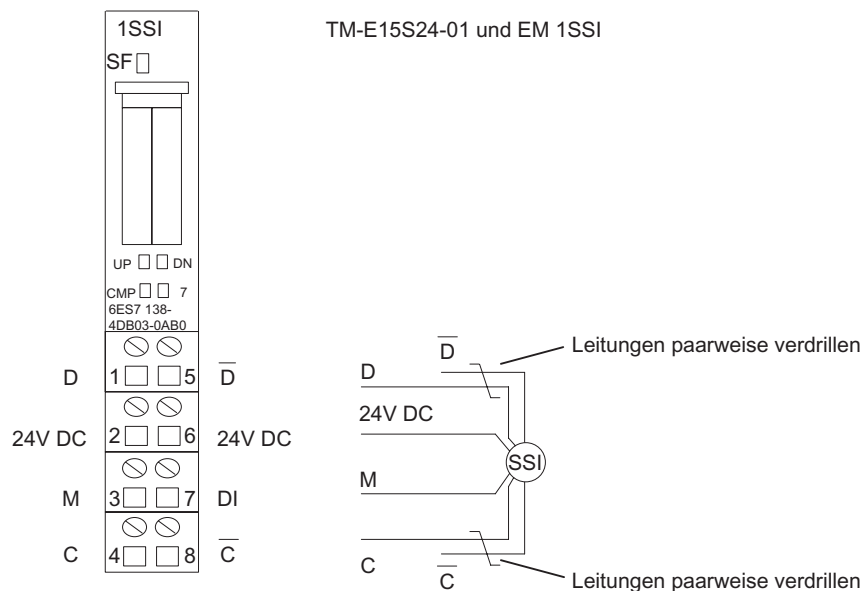 1SSI
TM-E15S24-01 und EM 1SSI
SF
UP DN
CMP 7
6ES7 138-
4DB03-0AB0
D 1 5 D̅
24V DC 2 6 24V DC
M 3 7 DI
C 4 8 C̅
D̅
Leitungen paarweise verdrillen
D
24V DC
SSI
M
C
C̅
Leitungen paarweise verdrillen